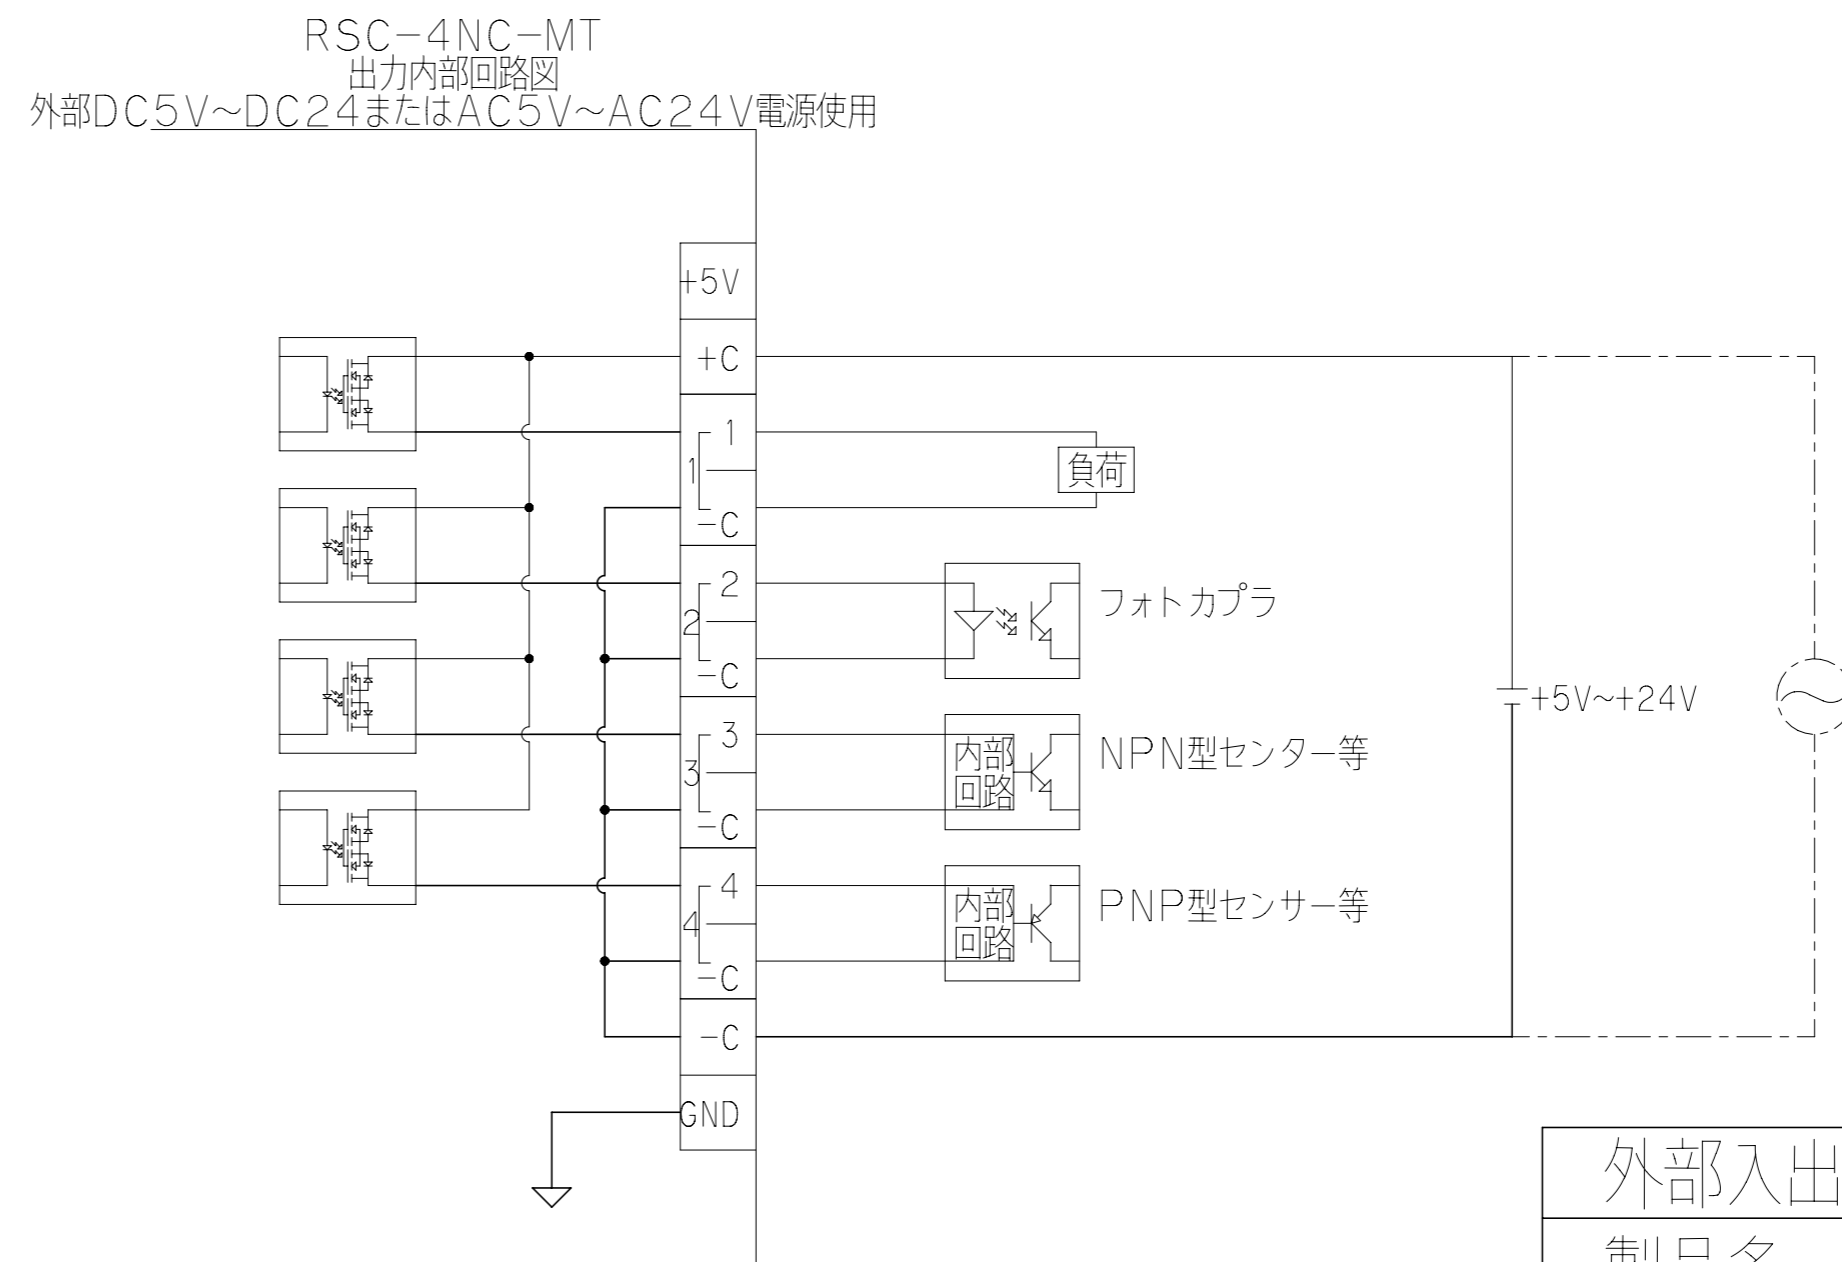 RSC-4NC-MT
出力内部回路図
外部DC5V~DC24またはAC5V~AC24V電源使用
+5V
+C
1
1
-C
負荷
2
2
-C
フォトカプラ
3
3
-C
内部
回路
NPN型センター等
4
4
-C
内部
回路
PNP型センサー等
-C
GND
+5V~+24V
外部入出
製品名